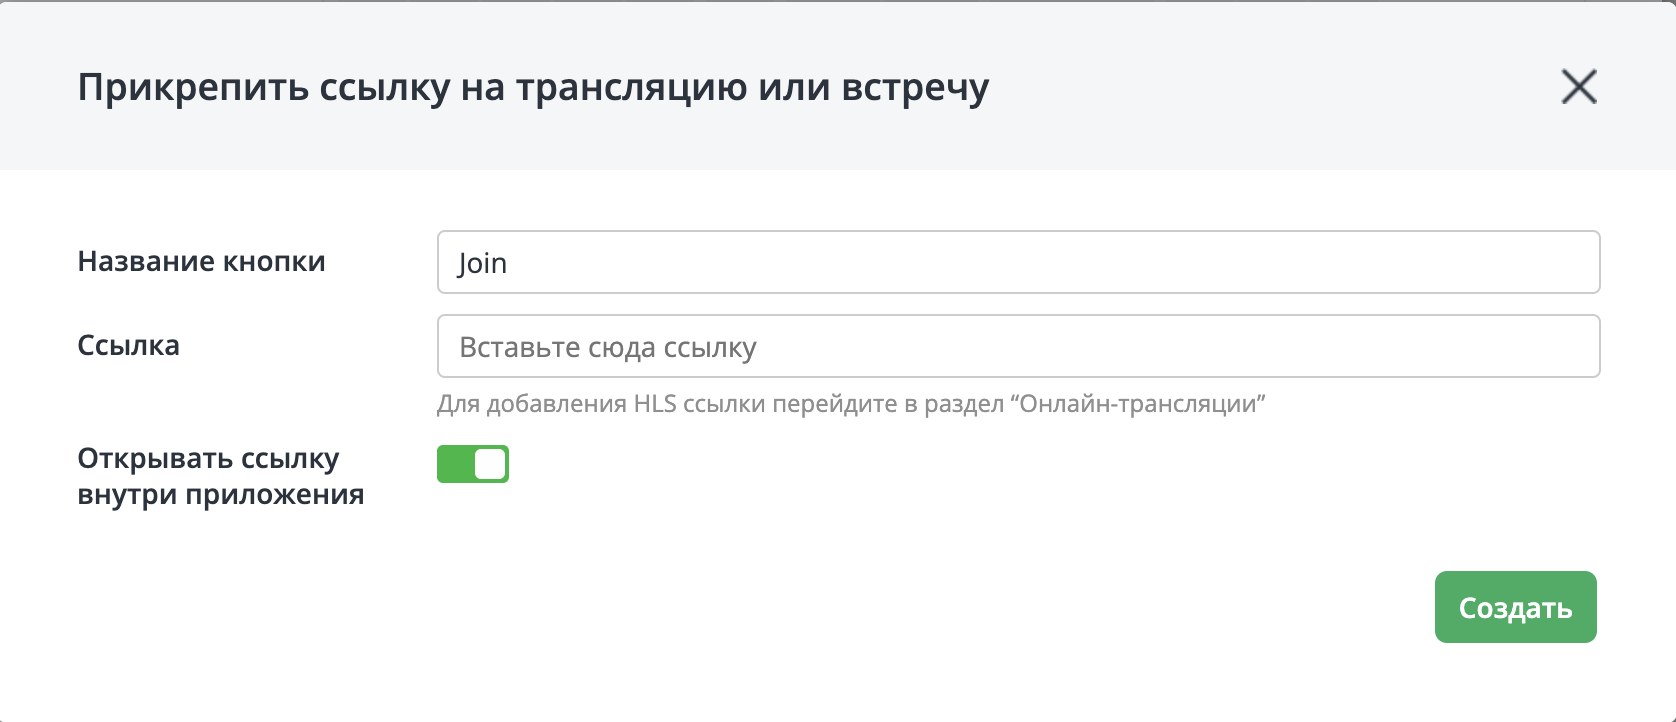 Прикрепить ссылку на трансляцию или встречу
Название кнопки
Join
Ссылка
Вставьте сюда ссылку
Для добавления HLS ссылки перейдите в раздел “Онлайн-трансляции”
Открывать ссылку
внутри приложения
Создать